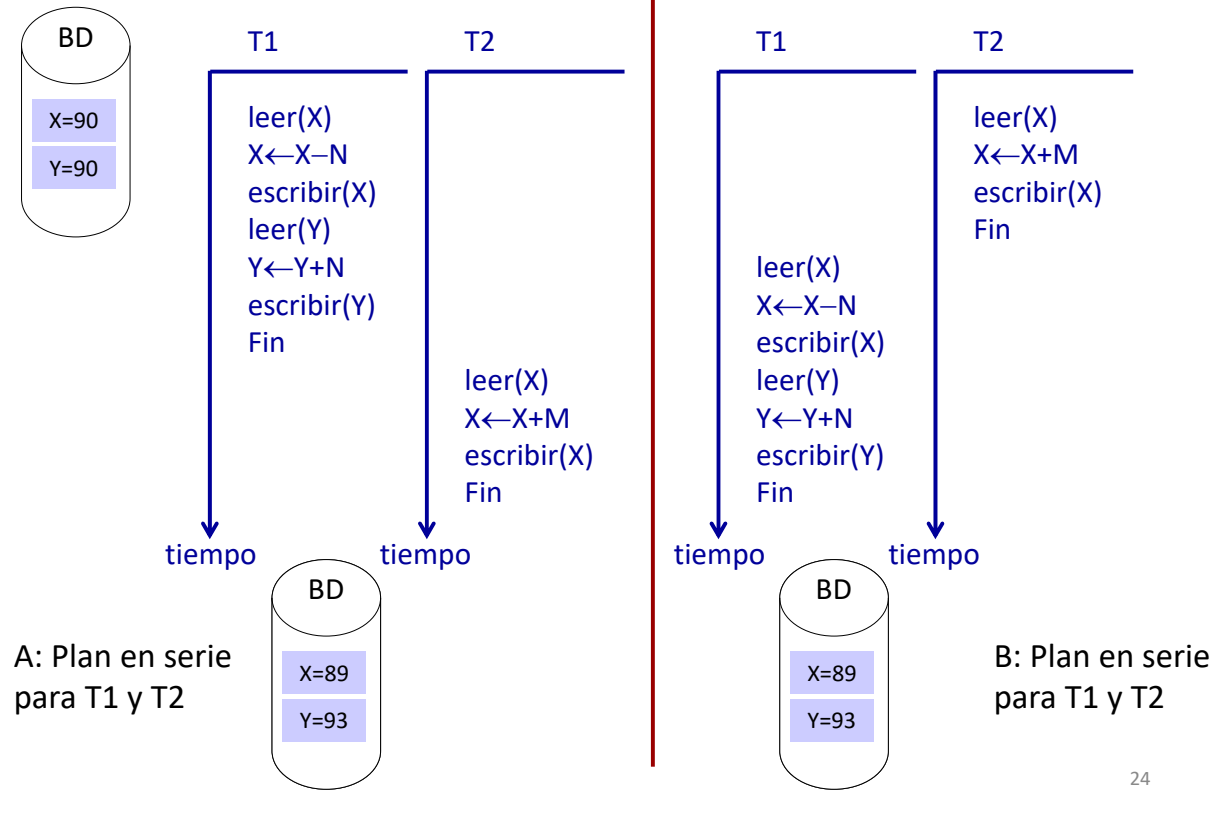 BD
X=90
Y=90
T1
leer(X)
X←X−N
escribir(X)
leer(Y)
Y←Y+N
escribir(Y)
Fin
tiempo
T2
leer(X)
X←X+M
escribir(X)
Fin
tiempo
BD
X=89
Y=93
A: Plan en serie
para T1 y T2
T1
leer(X)
X←X−N
escribir(X)
leer(Y)
Y←Y+N
escribir(Y)
Fin
tiempo
T2
leer(X)
X←X+M
escribir(X)
Fin
tiempo
BD
X=89
Y=93
B: Plan en serie
para T1 y T2
24